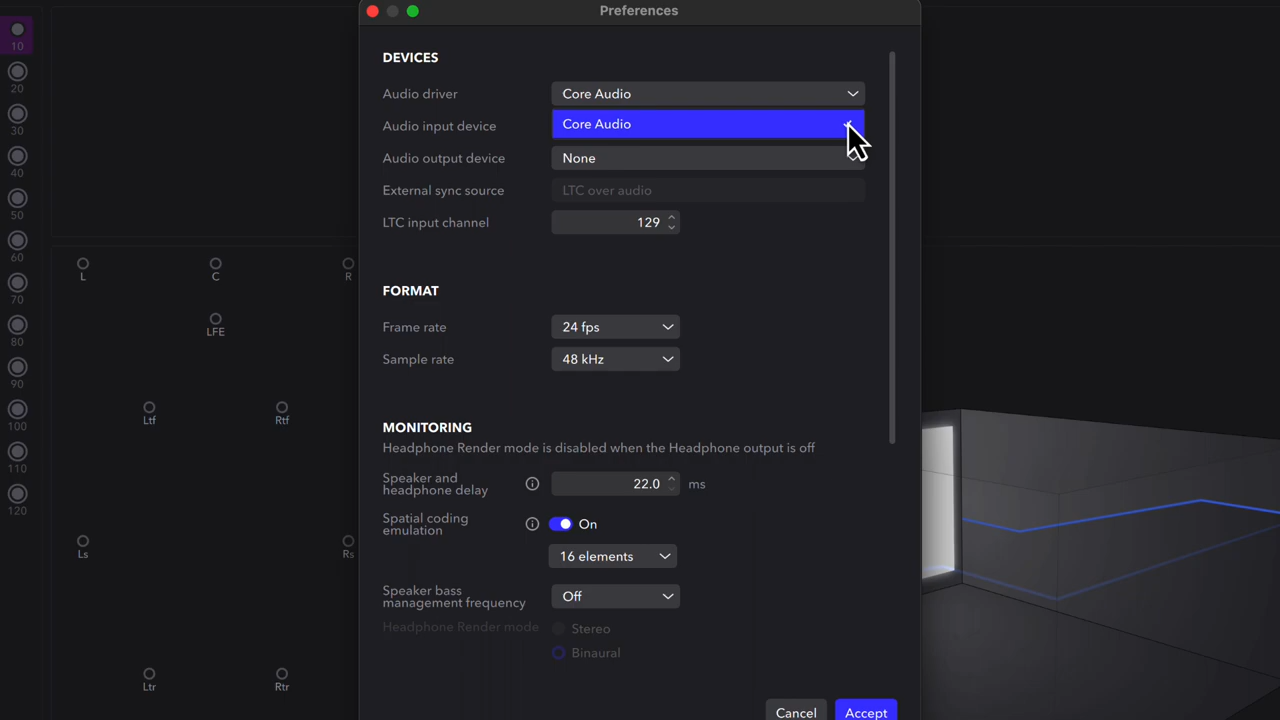 Preferences
DEVICES
Audio driver
Core Audio
Audio input device
Core Audio
Audio output device
None
External sync source
LTC over audio
LTC input channel
129
FORMAT
Frame rate
24 fps
Sample rate
48 kHz
MONITORING
Headphone Render mode is disabled when the Headphone output is off
Speaker and
headphone delay
22.0
ms
Spatial coding
emulation
On
16 elements
Speaker bass
management frequency
Off
Headphone Render mode
Stereo
Binaural
Cancel
Accept
10
20
30
40
50
60
70
80
90
100
110
120
L
C
R
LFE
Ltf
Rtf
Ls
Rs
Ltr
Rtr